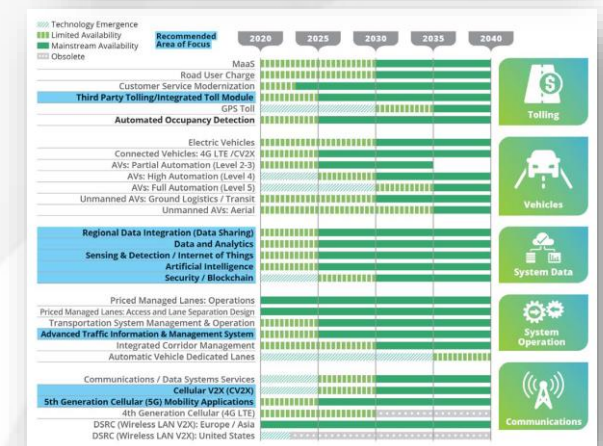 Technology Emergence
Limited Availability
Mainstream Availability
Obsolete
Recommended
Area of Focus
2020 2025 2030 2035 2040
MaaS
Road User Charge
Customer Service Modernization
Third Party Tolling/Integrated Toll Module
GPS Toll
Automated Occupancy Detection
Tolling
Electric Vehicles
Connected Vehicles: 4G LTE /CV2X
AVs: Partial Automation (Level 2-3)
AVs: High Automation (Level 4)
AVs: Full Automation (Level 5)
Unmanned AVs: Ground Logistics / Transit
Unmanned AVs: Aerial
Vehicles
Regional Data Integration (Data Sharing)
Data and Analytics
Sensing & Detection / Internet of Things
Artificial Intelligence
Security / Blockchain
System Data
Priced Managed Lanes: Operations
Priced Managed Lanes: Access and Lane Separation Design
Transportation System Management & Operation
Advanced Traffic Information & Management System
Integrated Corridor Management
Automatic Vehicle Dedicated Lanes
System
Operation
Communications / Data Systems Services
Cellular V2X (CV2X)
5th Generation Cellular (5G) Mobility Applications
4th Generation Cellular (4G LTE)
DSRC (Wireless LAN V2X): Europe / Asia
DSRC (Wireless LAN V2X): United States
Communications